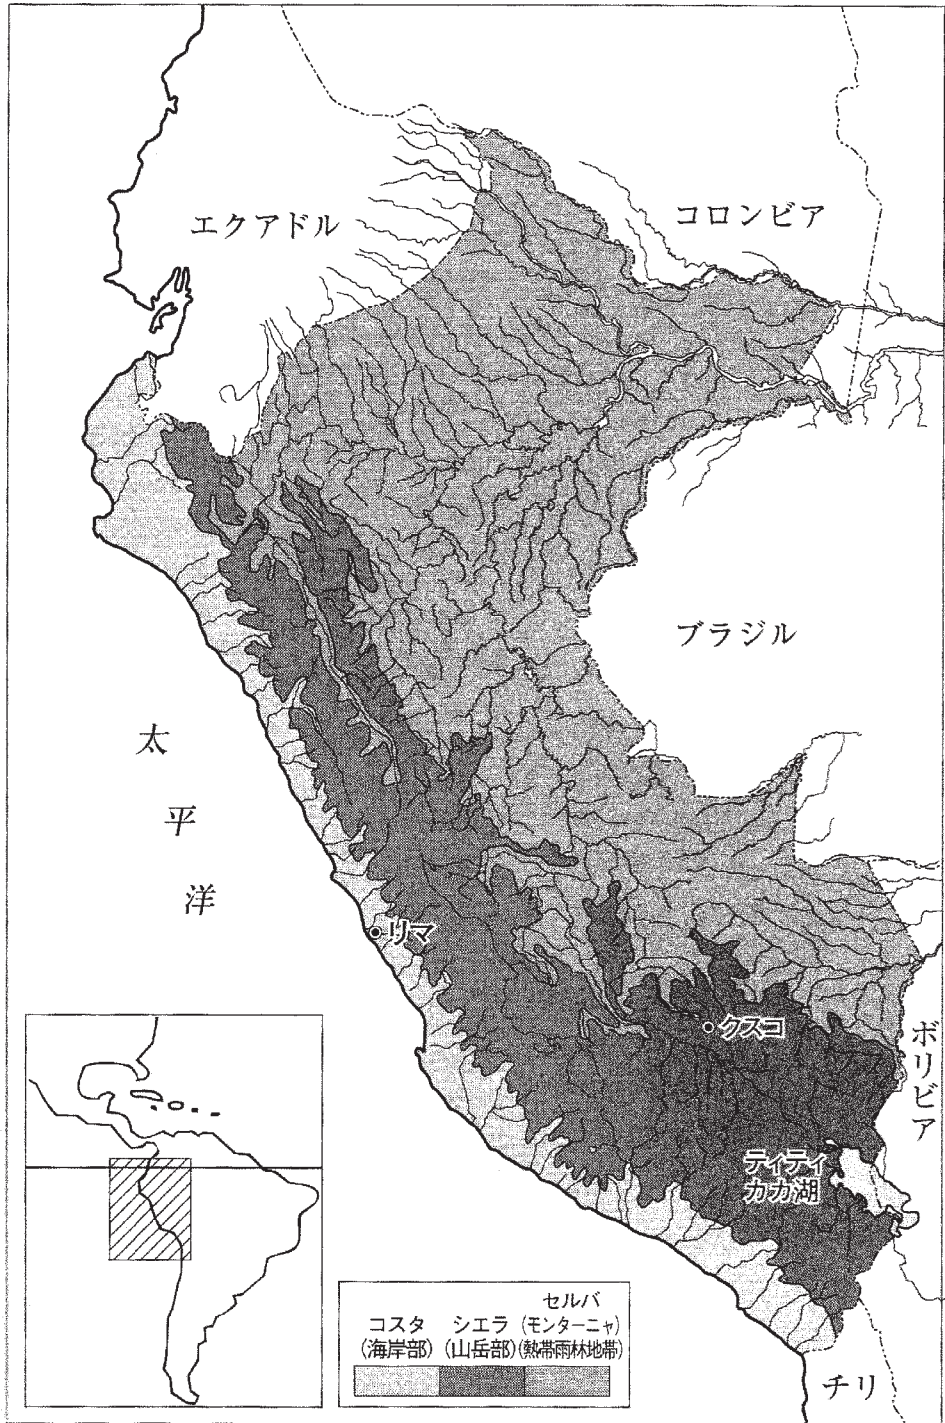 エクアドル
コロンビア
ブラジル
太平洋
リマ
クスコ
ボリビア
ティティ
カカ湖
チリ
コスタ
(海岸部)
シエラ
(山岳部)
セルバ
(モンターニャ)
(熱帯雨林地帯)